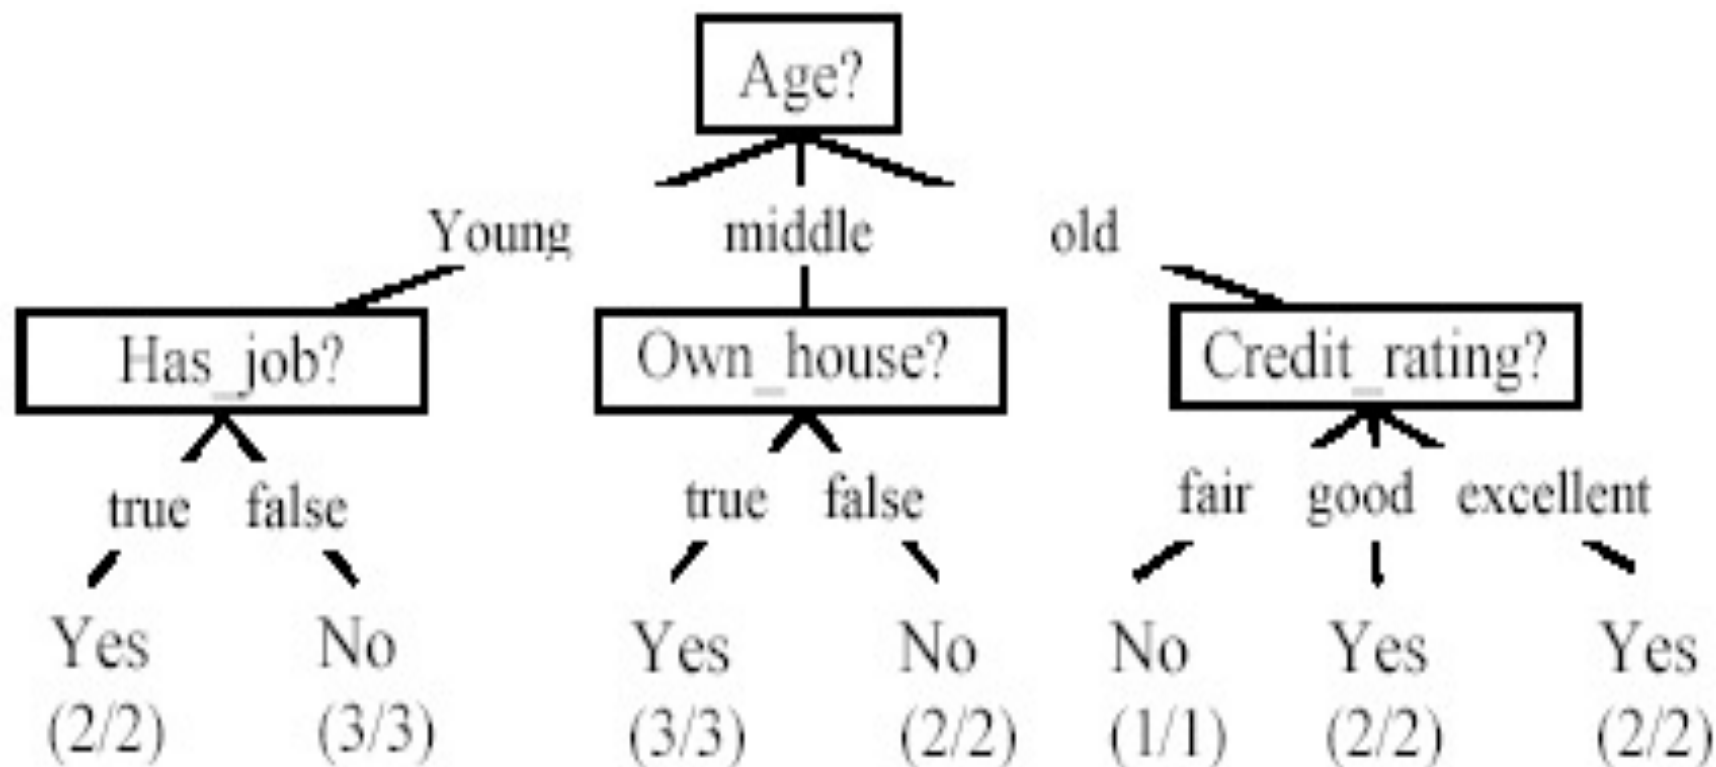 Age?
Young middle old
Has_job? Own_house? Credit_rating?
true false true false fair good excellent
Yes No Yes No No Yes Yes
(2/2) (3/3) (3/3) (2/2) (1/1) (2/2) (2/2)